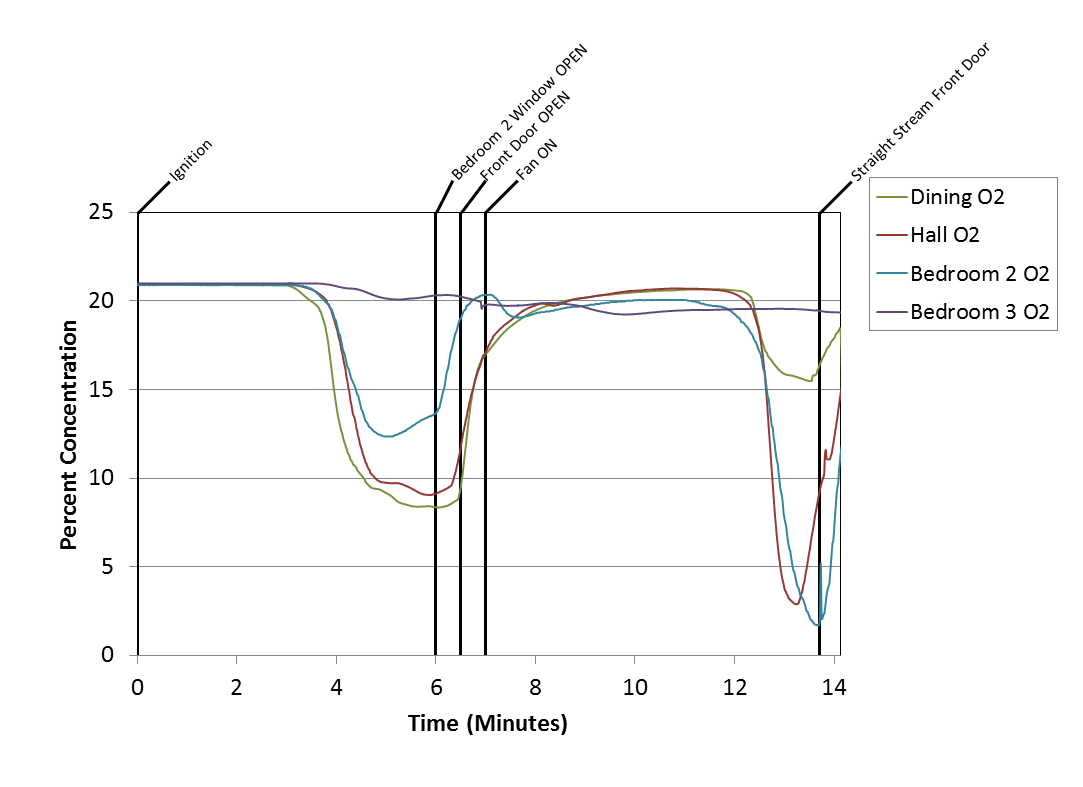 Ignition
Bedroom 2 Window OPEN
Front Door OPEN
Fan ON
Straight Stream Front Door
Dining O2
Hall O2
Bedroom 2 O2
Bedroom 3 O2
Percent Concentration
25
20
15
10
5
0
0 2 4 6 8 10 12 14
Time (Minutes)